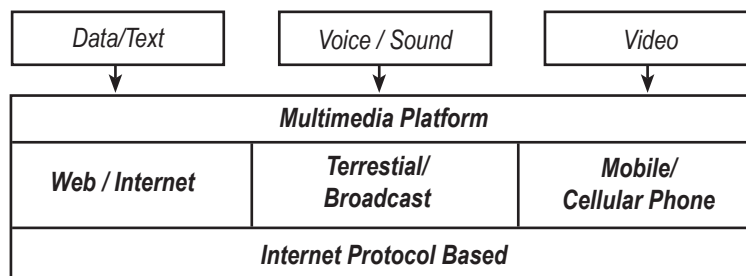 Data/Text
Voice / Sound
Video
Multimedia Platform
Web / Internet
Terrestial/
Broadcast
Mobile/
Cellular Phone
Internet Protocol Based